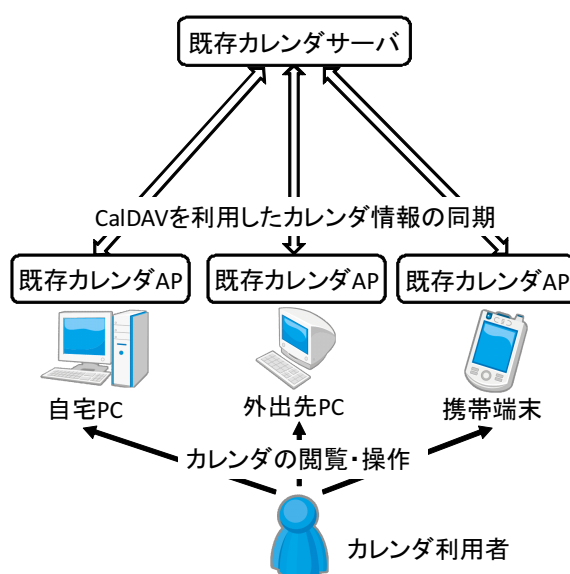 既存カレンダサーバ
CalDAVを利用したカレンダ情報の同期
既存カレンダAP
既存カレンダAP
既存カレンダAP
自宅PC
外出先PC
携帯端末
カレンダの閲覧・操作
カレンダ利用者